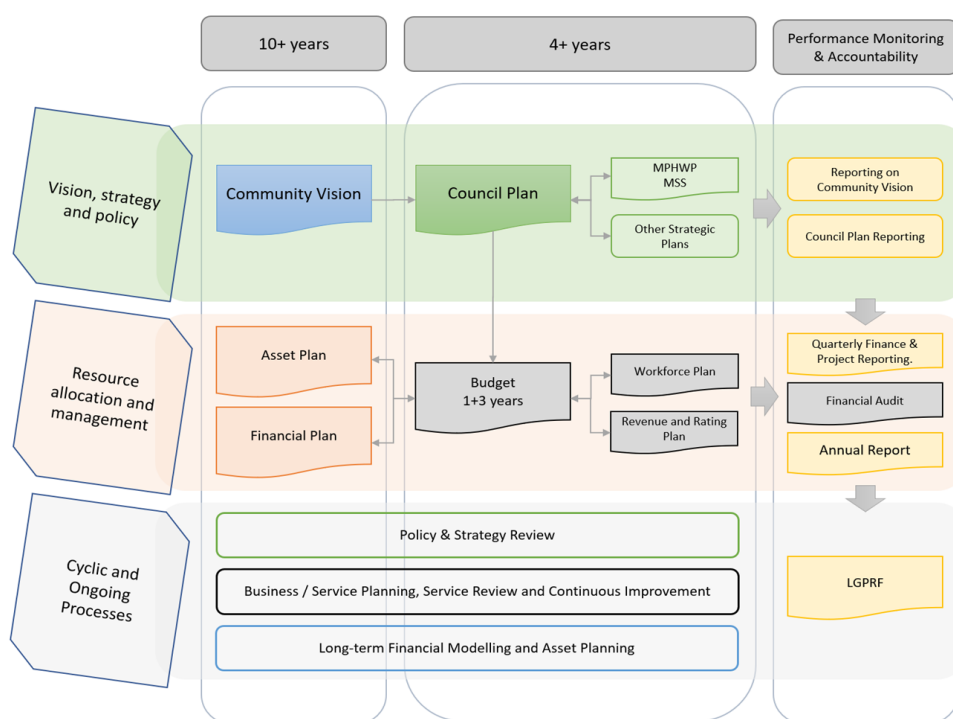 10+ years
4+ years
Performance Monitoring
& Accountability
Vision, strategy
and policy
Community Vision
Council Plan
MPHWP
MSS
Other Strategic
Plans
Reporting on
Community Vision
Council Plan Reporting
Resource
allocation and
management
Asset Plan
Financial Plan
Budget
1+3 years
Workforce Plan
Revenue and Rating
Plan
Quarterly Finance &
Project Reporting.
Financial Audit
Annual Report
Cyclic and
Ongoing
Processes
Policy & Strategy Review
Business / Service Planning, Service Review and Continuous Improvement
Long-term Financial Modelling and Asset Planning
LGPRF